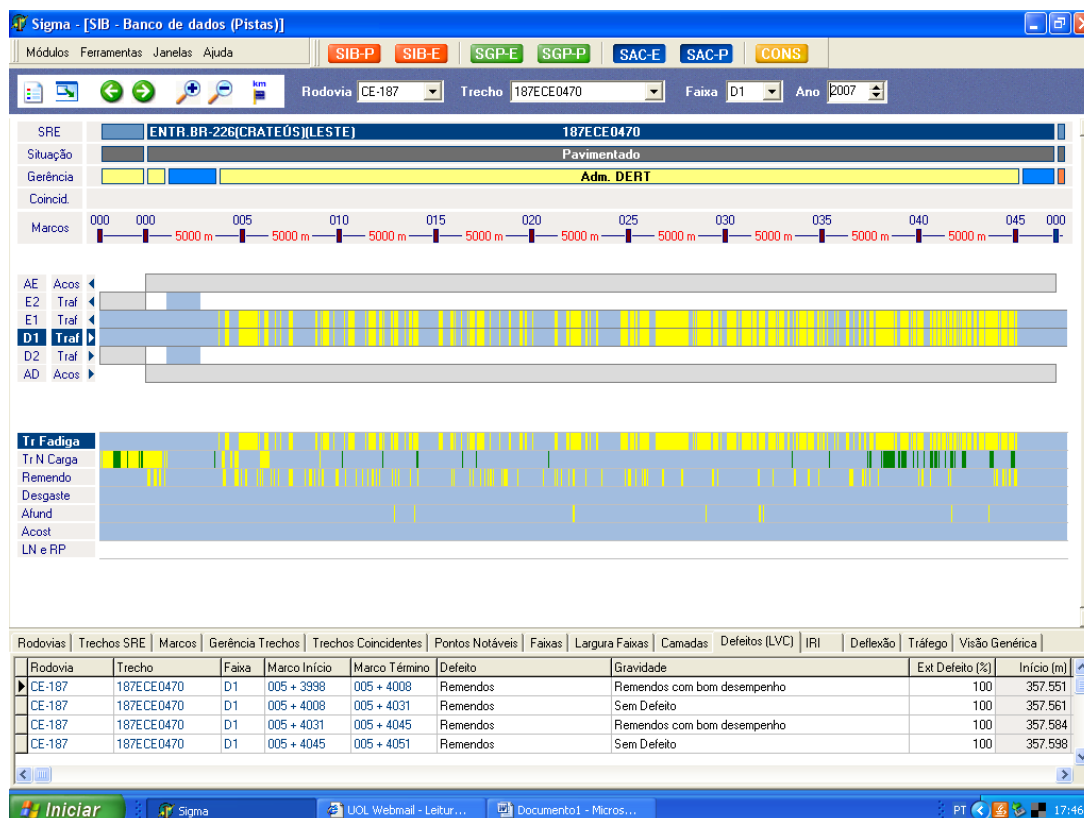 Sigma - [SIB - Banco de dados (Pistas)]
Módulos Ferramentas Janelas Ajuda SIB-P SIB-E SGP-E SGP-P SAC-E SAC-P CONS
km Rodovia CE-187 Trecho 187ECE0470 Faixa D1 Ano 2007
SRE ENTR.BR-226(CRATEÚS)(LESTE) 187ECE0470
Situação Pavimentado
Gerência Adm. DERT
Coincid.
000 000 005 010 015 020 025 030 035 040 045 000
Marcos 5000 m 5000 m 5000 m 5000 m 5000 m 5000 m 5000 m 5000 m 5000 m
AE Acos
E2 Traf
E1 Traf
D1 Traf
D2 Traf
AD Acos
Tr Fadiga
Tr N Carga
Remendo
Desgaste
Afund
Acost
LN e RP
Rodovias Trechos SRE Marcos Gerência Trechos Trechos Coincidentes Pontos Notáveis Faixas Largura Faixas Camadas Defeitos (LVC) IRI Deflexão Tráfego Visão Genérica
Rodovia Trecho Faixa Marco Início Marco Término Defeito Gravidade Ext Defeito (%) Início (m)
CE-187 187ECE0470 D1 005 + 3998 005 + 4008 Remendos Remendos com bom desempenho 100 357.551
CE-187 187ECE0470 D1 005 + 4008 005 + 4031 Remendos Sem Defeito 100 357.561
CE-187 187ECE0470 D1 005 + 4031 005 + 4045 Remendos Remendos com bom desempenho 100 357.584
CE-187 187ECE0470 D1 005 + 4045 005 + 4051 Remendos Sem Defeito 100 357.598
Iniciar Sigma UOL Webmail - Leitur... Documento1 - Micros... PT 17:46